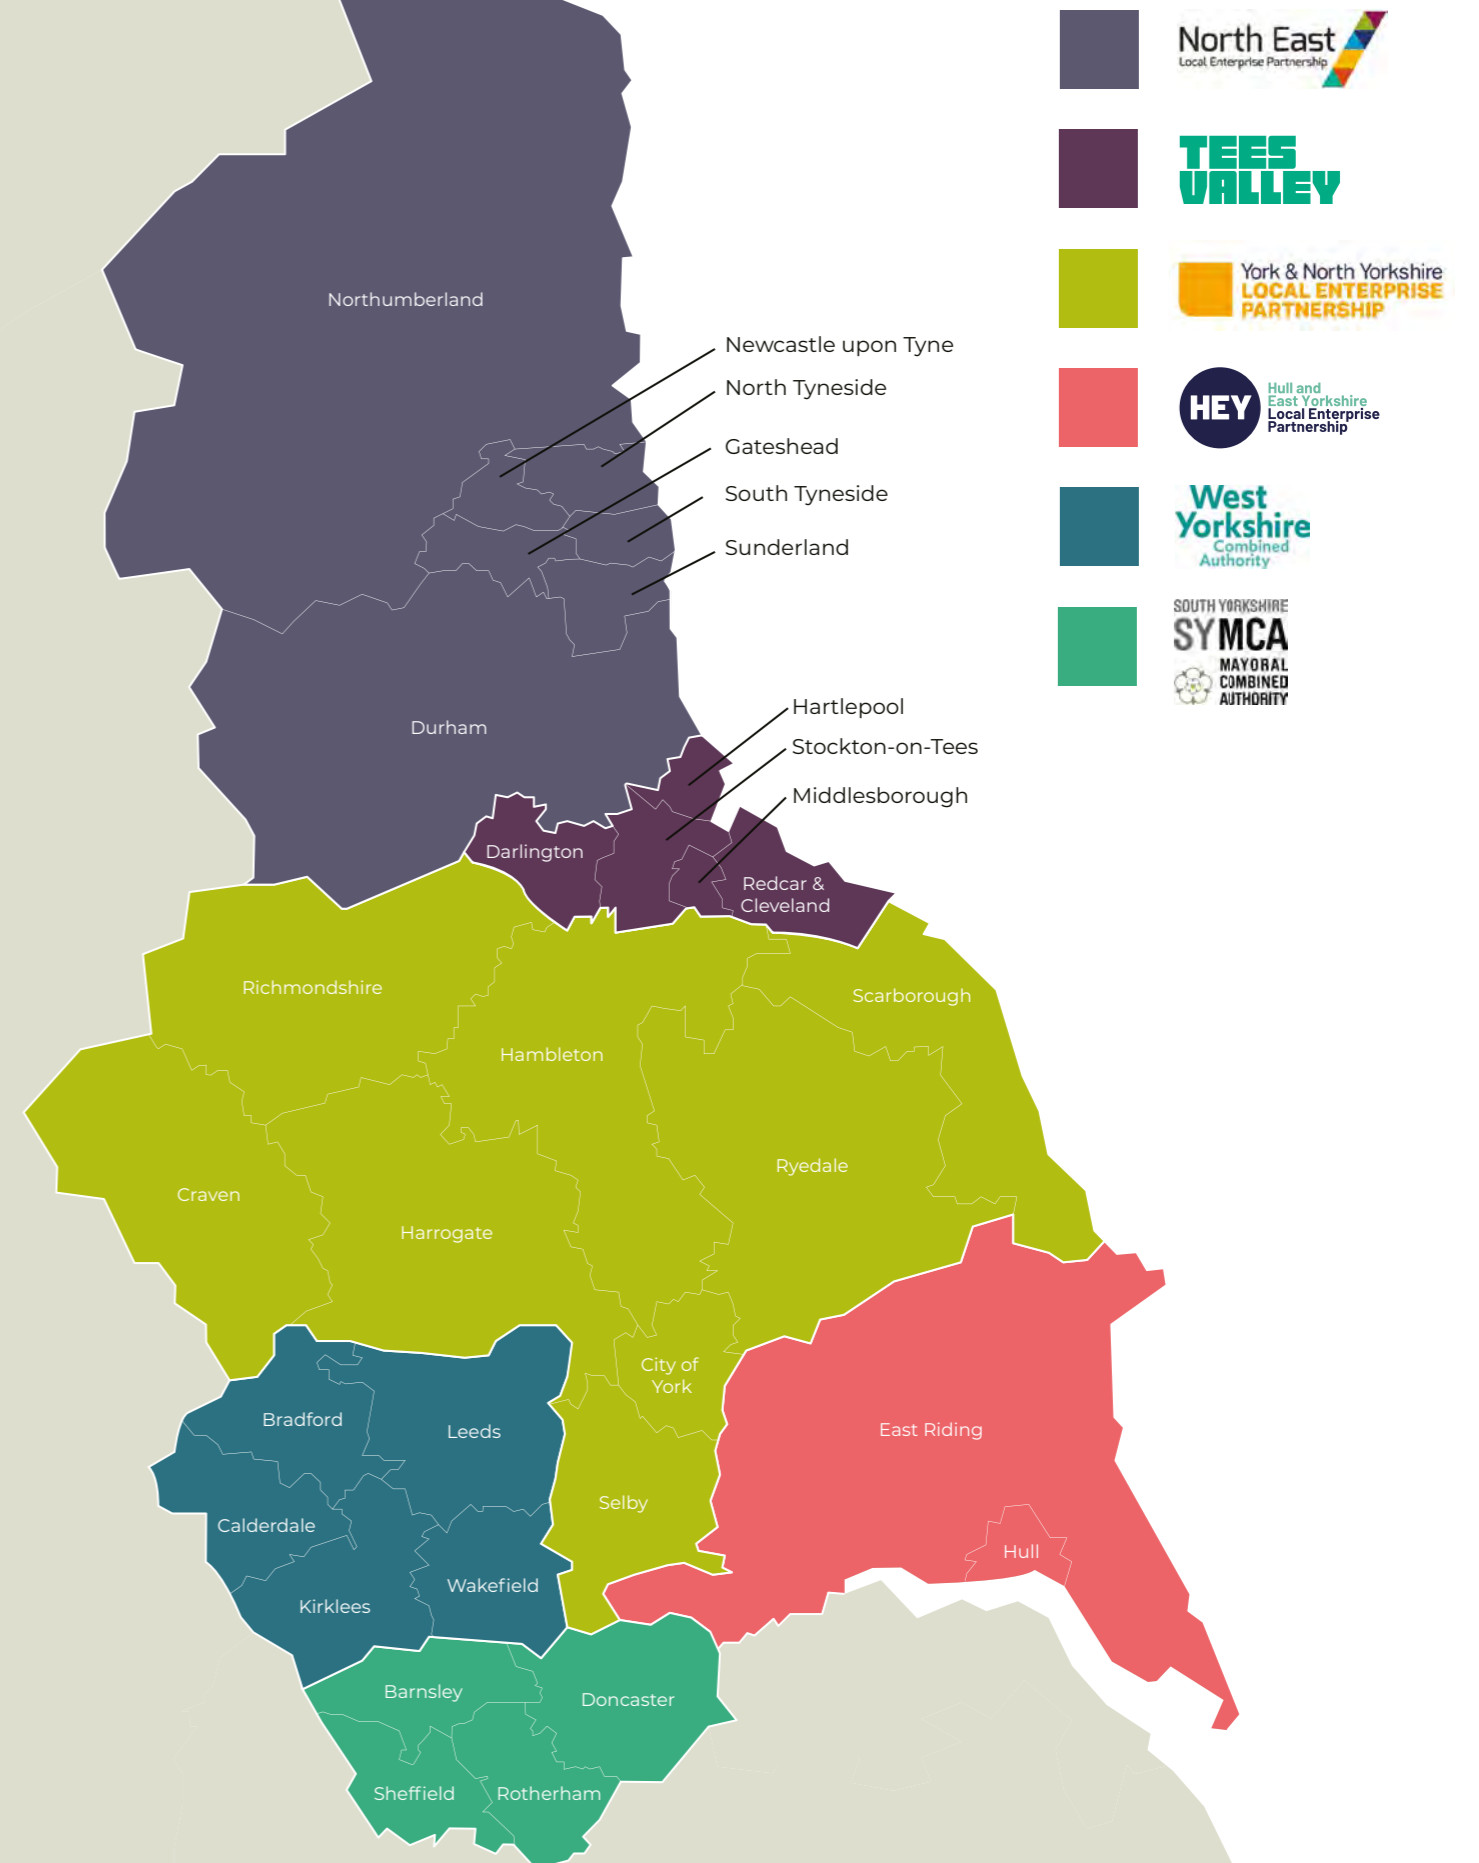 North East
Local Enterprise Partnership
TEES
VALLEY
York & North Yorkshire
LOCAL ENTERPRISE
PARTNERSHIP
HEY
Hull and
East Yorkshire
Local Enterprise
Partnership
West
Yorkshire
Combined
Authority
SOUTH YORKSHIRE
SYMCA
MAYORAL
COMBINED
AUTHORITY
Northumberland
Newcastle upon Tyne
North Tyneside
Gateshead
South Tyneside
Sunderland
Durham
Hartlepool
Stockton-on-Tees
Middlesborough
Darlington
Redcar &
Cleveland
Richmondshire
Scarborough
Hambleton
Ryedale
Craven
Harrogate
City of
York
Bradford
Leeds
East Riding
Selby
Calderdale
Hull
Wakefield
Kirklees
Barnsley
Doncaster
Sheffield
Rotherham